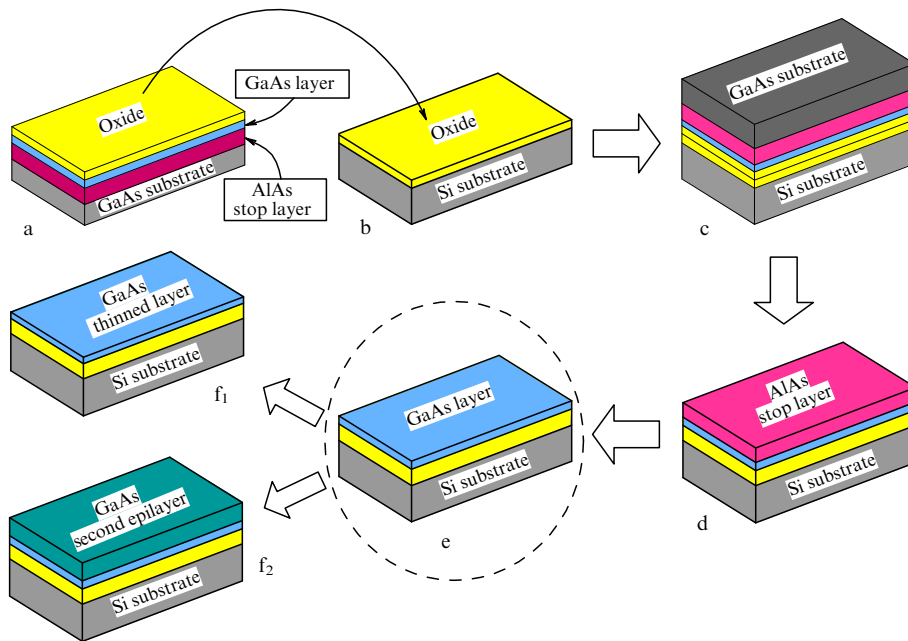 Oxide
GaAs substrate
GaAs layer
AlAs
stop layer
a
Oxide
Si substrate
b
GaAs substrate
Si substrate
c
AlAs
stop layer
Si substrate
d
GaAs layer
Si substrate
e
GaAs
thinned layer
Si substrate
f₁
GaAs
second epilayer
Si substrate
f₂